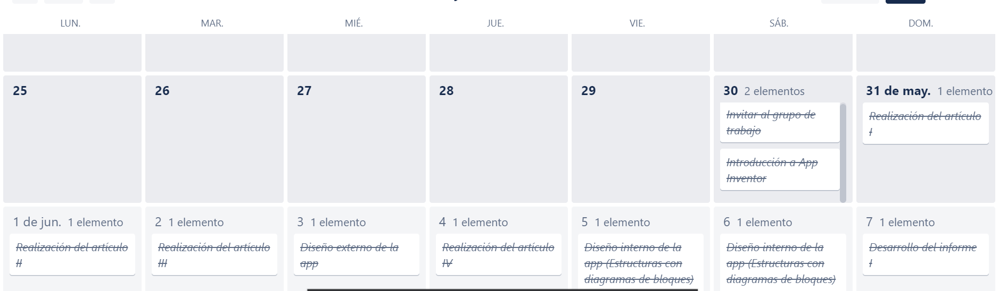 LUN. MAR. MIÉ. JUE. VIE. SÁB. DOM.
25 26 27 28 29 30 2 elementos 31 de may. 1 elemento
Invitar al grupo de
trabajo
Introducción a App
Inventor
Realización del artículo
I
1 de jun. 1 elemento
Realización del artículo
II
2 1 elemento
Realización del artículo
III
3 1 elemento
Diseño externo de la
app
4 1 elemento
Realización del artículo
IV
5 1 elemento
Diseño interno de la
app (Estructuras con
diagramas de bloques)
6 1 elemento
Diseño interno de la
app (Estructuras con
diagramas de bloques)
7 1 elemento
Desarrollo del informe
I